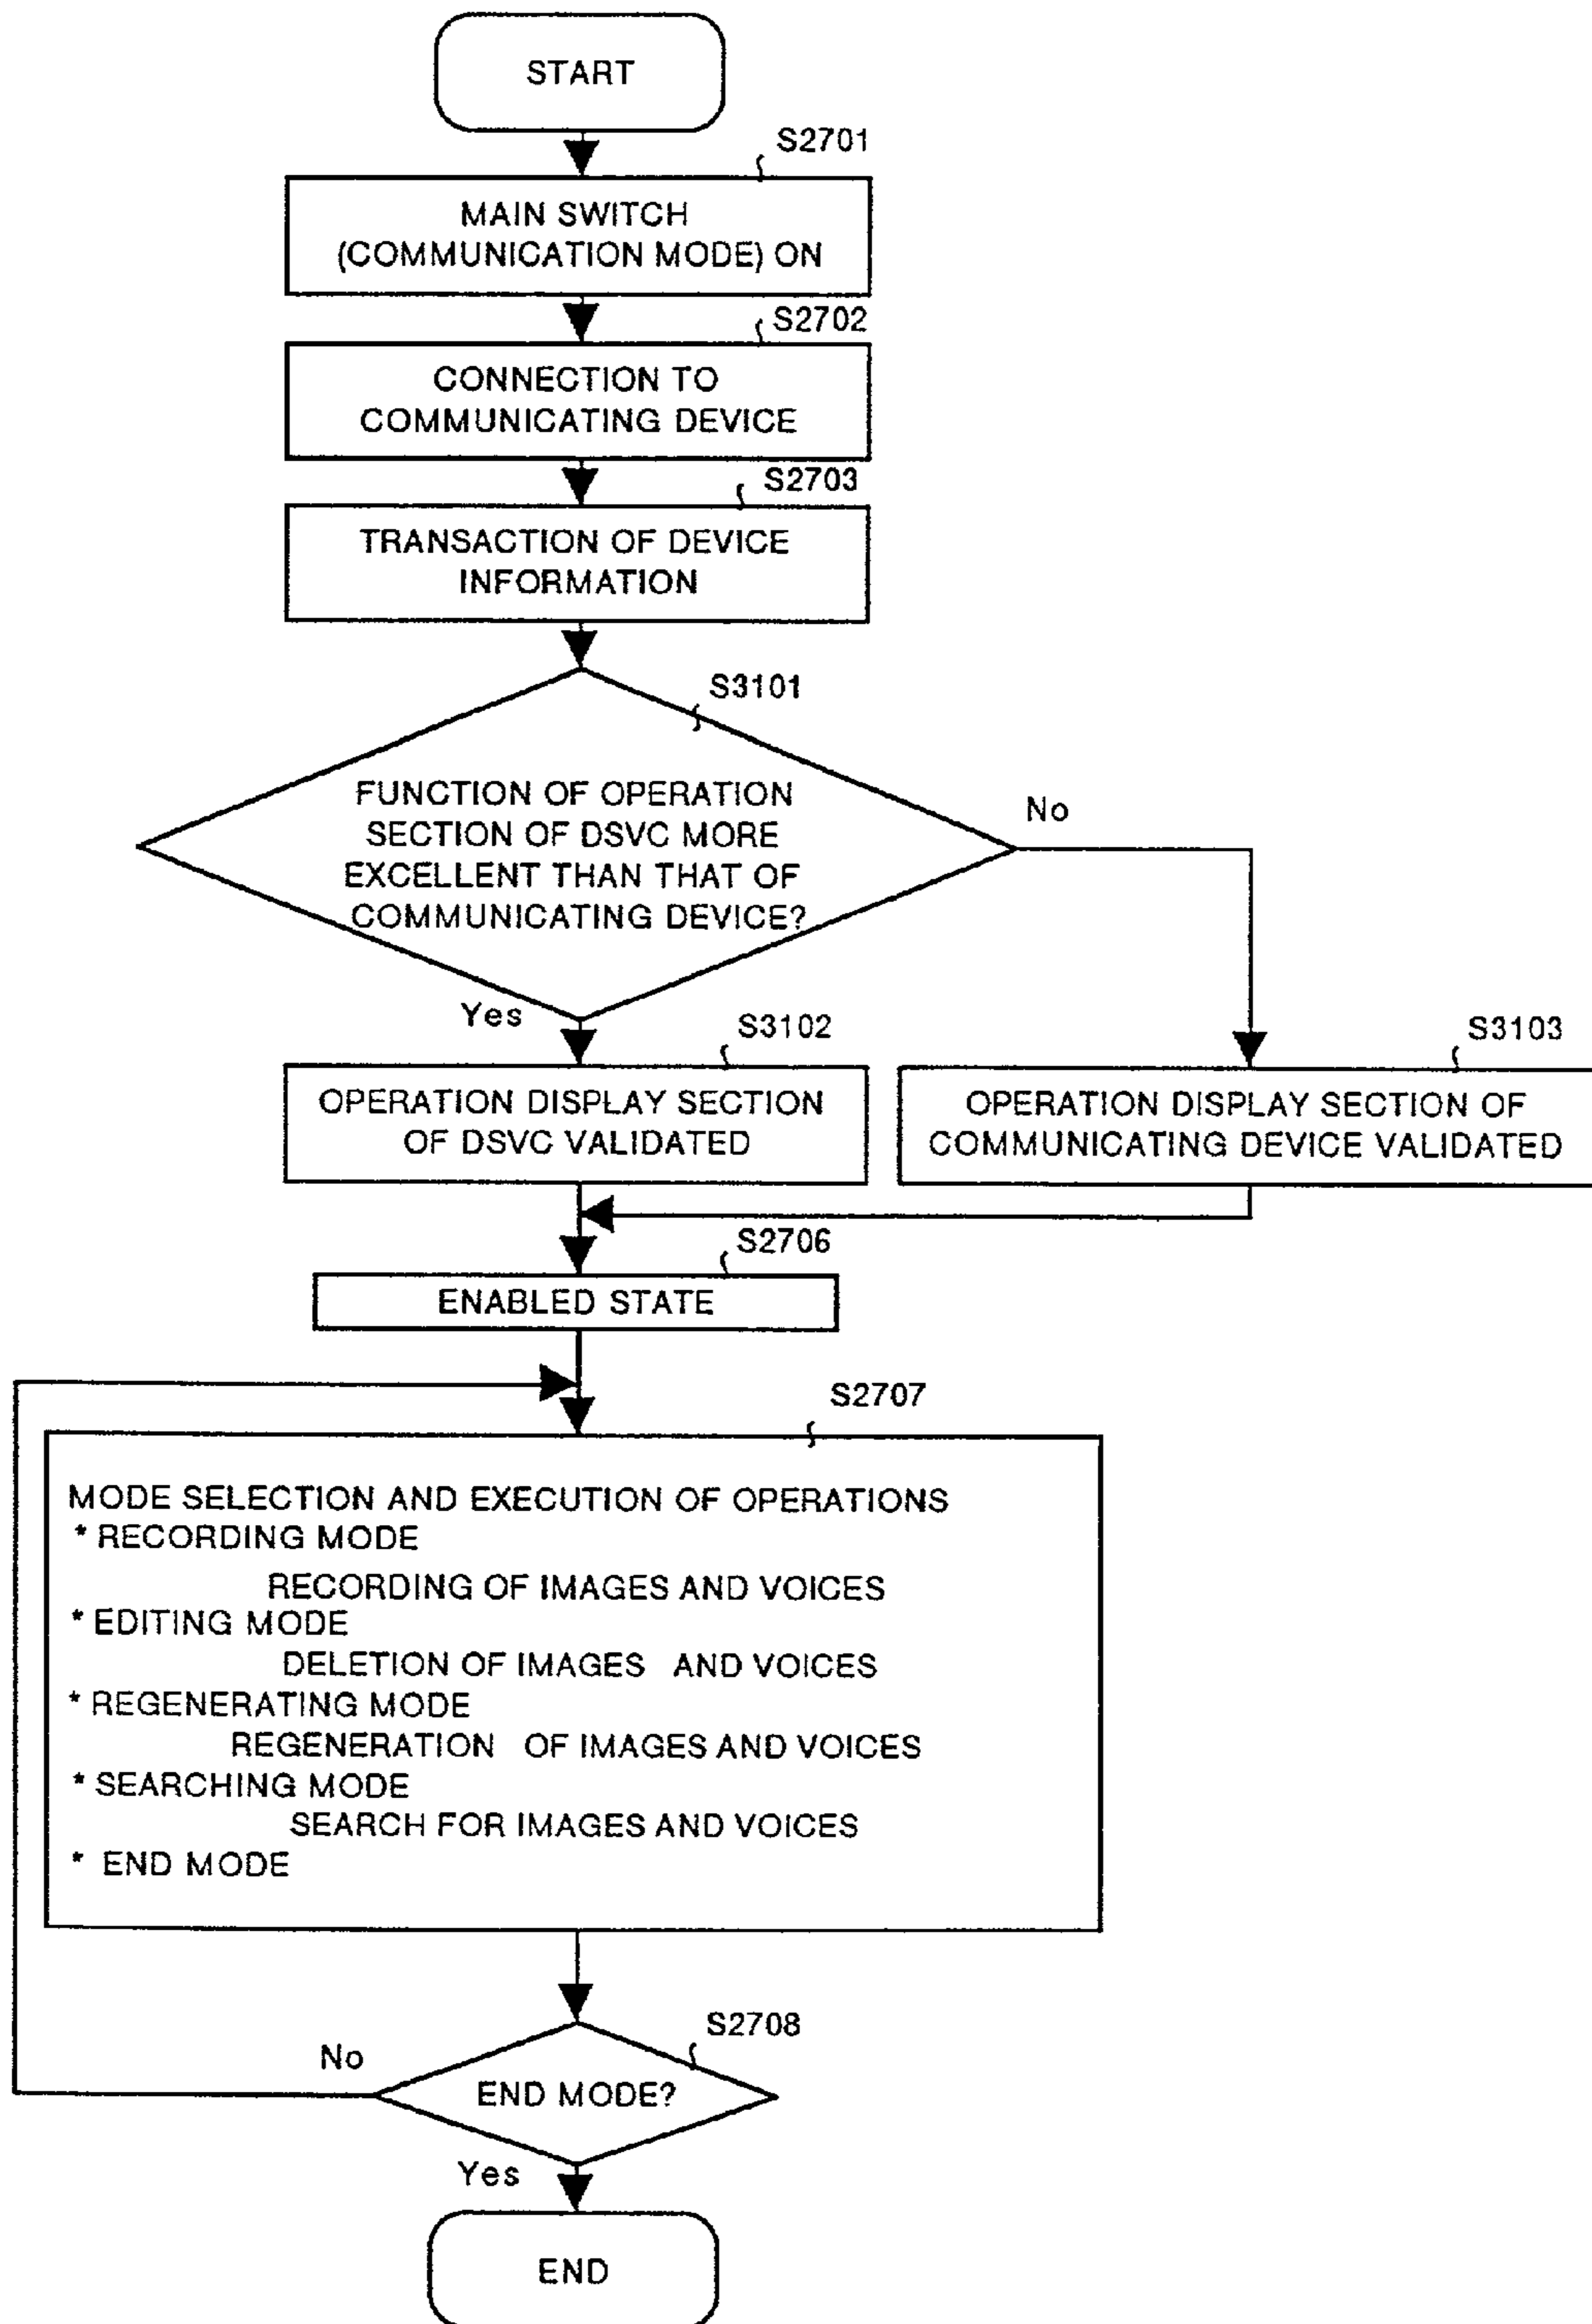 START
S2701
MAIN SWITCH
(COMMUNICATION MODE) ON
S2702
CONNECTION TO
COMMUNICATING DEVICE
S2703
TRANSACTION OF DEVICE
INFORMATION
S3101
FUNCTION OF OPERATION
SECTION OF DSVC MORE
EXCELLENT THAN THAT OF
COMMUNICATING DEVICE?
No
Yes
S3102
OPERATION DISPLAY SECTION
OF DSVC VALIDATED
S3103
OPERATION DISPLAY SECTION OF
COMMUNICATING DEVICE VALIDATED
S2706
ENABLED STATE
S2707
MODE SELECTION AND EXECUTION OF OPERATIONS
* RECORDING MODE
RECORDING OF IMAGES AND VOICES
* EDITING MODE
DELETION OF IMAGES AND VOICES
* REGENERATING MODE
REGENERATION OF IMAGES AND VOICES
* SEARCHING MODE
SEARCH FOR IMAGES AND VOICES
* END MODE
S2708
No
END MODE?
Yes
END